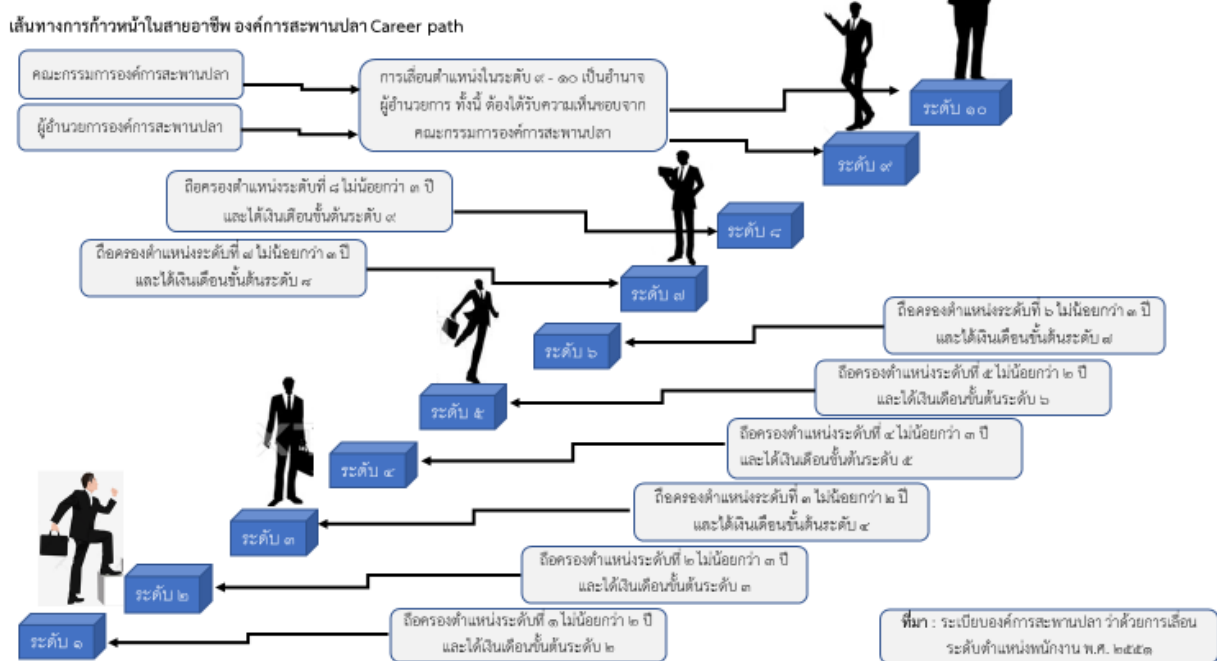 เส้นทางการก้าวหน้าในสายอาชีพ องค์การสะพานปลา Career path
คณะกรรมการองค์การสะพานปลา
ผู้อำนวยการองค์การสะพานปลา
การเลื่อนตำแหน่งในระดับ ๙ - ๑๐ เป็นอำนาจ
ผู้อำนวยการ ทั้งนี้ ต้องได้รับความเห็นชอบจาก
คณะกรรมการองค์การสะพานปลา
ระดับ ๑๐
ระดับ ๙
ถือครองตำแหน่งระดับที่ ๘ ไม่น้อยกว่า ๓ ปี
และได้เงินเดือนขั้นต้นระดับ ๙
ระดับ ๘
ถือครองตำแหน่งระดับที่ ๗ ไม่น้อยกว่า ๓ ปี
และได้เงินเดือนขั้นต้นระดับ ๘
ระดับ ๗
ถือครองตำแหน่งระดับที่ ๖ ไม่น้อยกว่า ๓ ปี
และได้เงินเดือนขั้นต้นระดับ ๗
ระดับ ๖
ถือครองตำแหน่งระดับที่ ๕ ไม่น้อยกว่า ๒ ปี
และได้เงินเดือนขั้นต้นระดับ ๖
ระดับ ๕
ถือครองตำแหน่งระดับที่ ๔ ไม่น้อยกว่า ๓ ปี
และได้เงินเดือนขั้นต้นระดับ ๕
ระดับ ๔
ถือครองตำแหน่งระดับที่ ๓ ไม่น้อยกว่า ๒ ปี
และได้เงินเดือนขั้นต้นระดับ ๔
ระดับ ๓
ถือครองตำแหน่งระดับที่ ๒ ไม่น้อยกว่า ๓ ปี
และได้เงินเดือนขั้นต้นระดับ ๓
ระดับ ๒
ถือครองตำแหน่งระดับที่ ๑ ไม่น้อยกว่า ๒ ปี
และได้เงินเดือนขั้นต้นระดับ ๒
ระดับ ๑
ที่มา : ระเบียบองค์การสะพานปลา ว่าด้วยการเลื่อน
ระดับตำแหน่งพนักงาน พ.ศ. ๒๕๕๑